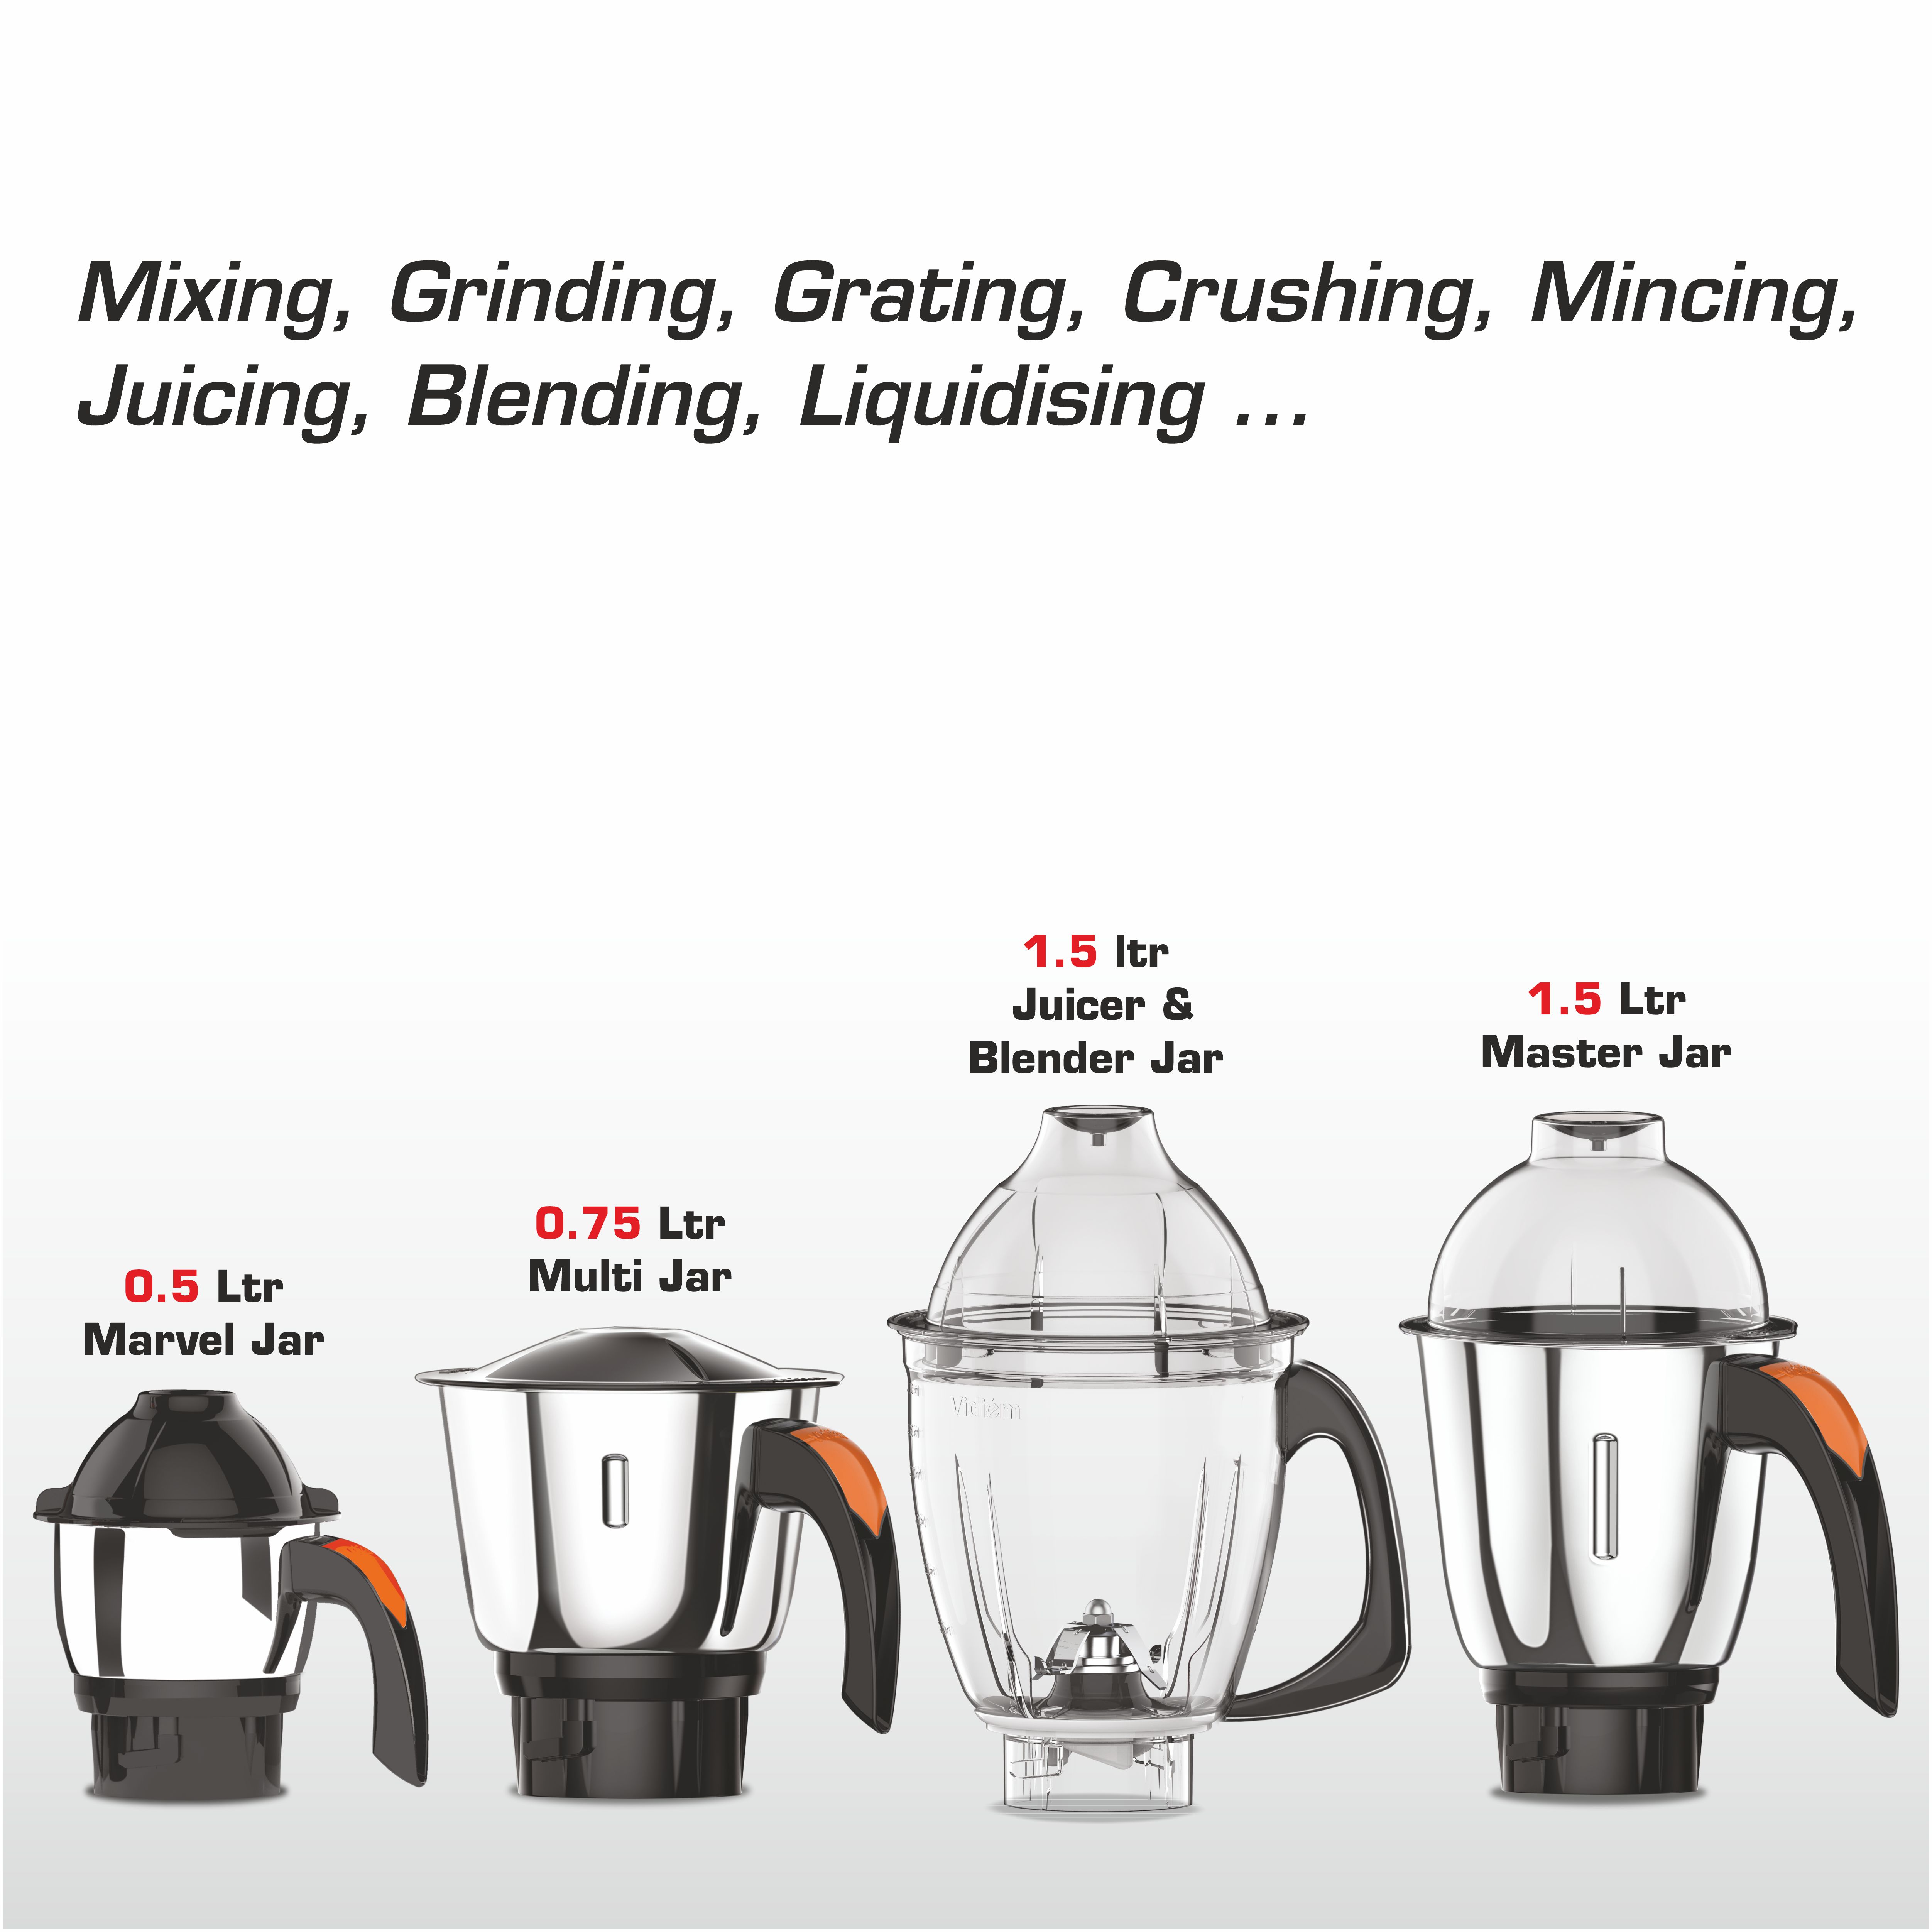 Mixing, Grinding, Grating, Crushing, Mincing,
Juicing, Blending, Liquidising ...
1.5 ltr
Juicer &
Blender Jar
1.5 Ltr
Master Jar
0.75 Ltr
Multi Jar
0.5 Ltr
Marvel Jar